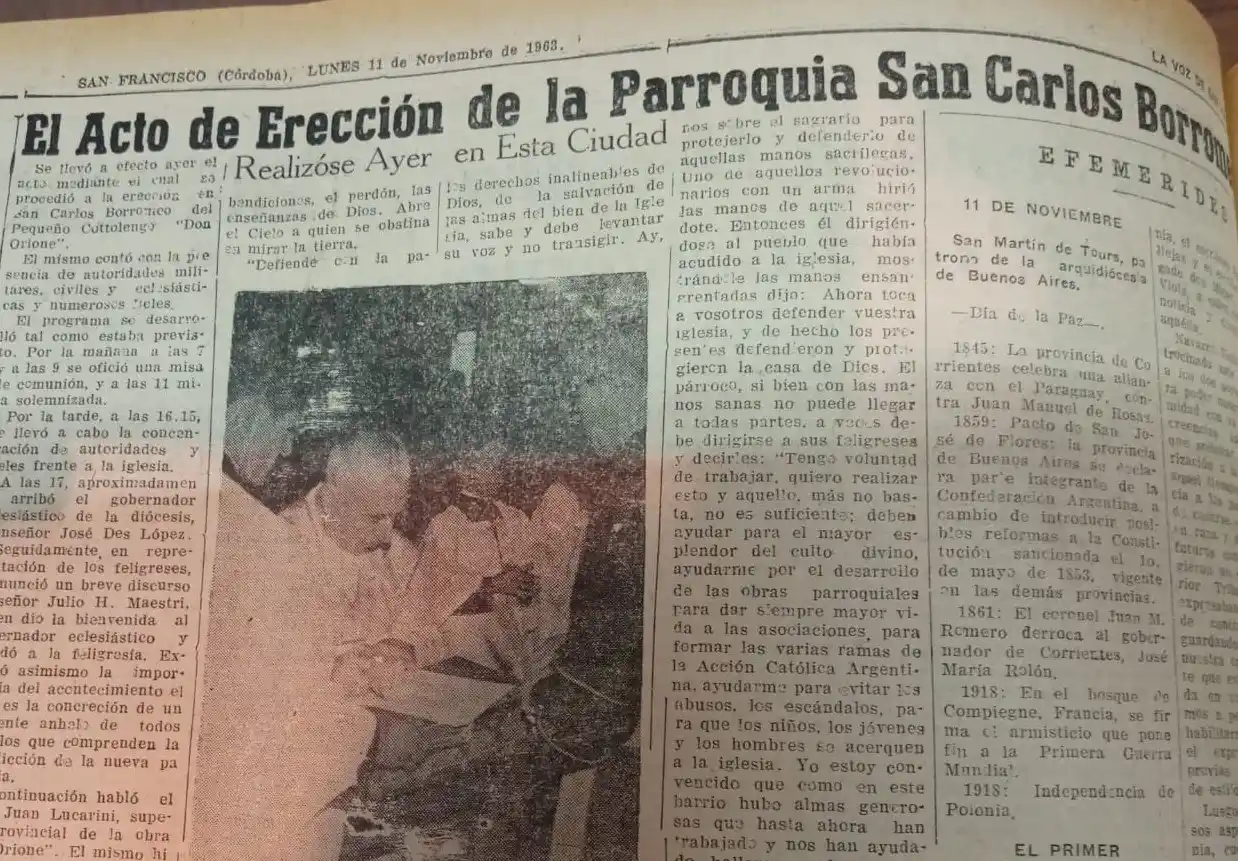 SAN FRANCISCO (Córdoba), LUNES 11 de Noviembre de 1963.
LA VOZ DE
El Acto de Erección de la Parroquia San Carlos Borrome
Realizóse Ayer en Esta Ciudad
Se llevó a efecto ayer el
acto mediante el cual se
procedió a la erección en
San Carlos Borromeo del
Pequeño Cottolengo "Don
Orione".
El mismo contó con la pre
sencia de autoridades mili
tares, civiles y eclesiásti
cas y numerosos fieles.
El programa se desarro-
lló tal como estaba previs-
to. Por la mañana a las 7
y a las 9 se ofició una misa
de comunión, y a las 11 mi-
a solemnizada.
Por la tarde, a las 16.15,
e llevó a cabo la concen-
ración de autoridades y
eles frente a la iglesia.
A las 17, aproximadamen
arribó el gobernador
lesiástico de la diócesis,
nseñor José Des López.
Seguidamente, en repre-
tación de los feligreses,
nunció un breve discurso
señor Julio H. Maestri,
en dio la bienvenida al
ernador eclesiástico y
dó a la feligresía. Ex-
ó asimismo la impor-
ia del acontecimiento el
es la concreción de un
ente anhelo de todos
los que comprenden la
dicción de la nueva pa
ia.
ontinuación habló el
Juan Lucarini, supe-
rovincial de la obra
Orione". El mismo hi
bendiciones, el perdón, las
enseñanzas de Dios. Abre
el Cielo a quien se obstina
en mirar la tierra.
"Defiende con la pa-
los derechos inalineables de
Dios, de la salvación de
las almas del bien de la Igle
sia, sabe y debe levantar
su voz y no transigir. Ay,
nos sobre el sagrario para
protejerlo y defenderlo de
aquellas manos sacrílegas.
Uno de aquellos revolucio-
narios con un arma hirió
las manos de aquel sacer-
dote. Entonces él dirigién-
dose al pueblo que había
acudido a la iglesia, mos-
trándole las manos ensan
grentadas dijo: Ahora toca
a vosotros defender vuestra
iglesia, y de hecho los pre-
sentes defendieron y prote-
gieron la casa de Dios. El
párroco, si bien con las ma-
nos sanas no puede llegar
a todas partes, a veces de-
be dirigirse a sus feligreses
y decirles: "Tengo voluntad
de trabajar, quiero realizar
esto y aquello, más no bas-
ta, no es suficiente; deben
ayudar para el mayor es-
plendor del culto divino,
ayudarme por el desarrollo
de las obras parroquiales
para dar siempre mayor vi-
da a las asociaciones, para
formar las varias ramas de
la Acción Católica Argenti-
na, ayudarme para evitar los
abusos, los escándalos, pa-
ra que los niños, los jóvenes
y los hombres se acerquen
a la iglesia. Yo estoy con-
vencido que como en este
barrio hubo almas genero-
sas que hasta ahora han
trabajado y nos han ayuda-
EFEMERIDES
11 DE NOVIEMBRE
San Martín de Tours, pa
trono de la arquidiócesis
de Buenos Aires.
—Día de la Paz—.
1845: La provincia de Co
rrientes celebra una alian-
za con el Paraguay, con-
tra Juan Manuel de Rosas.
1859: Pacto de San Jo-
sé de Flores: la provincia
de Buenos Aires se decla-
ra parte integrante de la
Confederación Argentina, a
cambio de introducir posi-
bles reformas a la Consti-
tución sancionada el 1o.
de mayo de 1853, vigente
en las demás provincias.
1861: El coronel Juan M.
Romero derroca al gober-
nador de Corrientes, José
María Rolón.
1918: En el bosque de
Compiegne, Francia, se fir
ma el armisticio que pone
fin a la Primera Guerra
Mundial.
1918: Independencia de
Polonia.
EL PRIMER